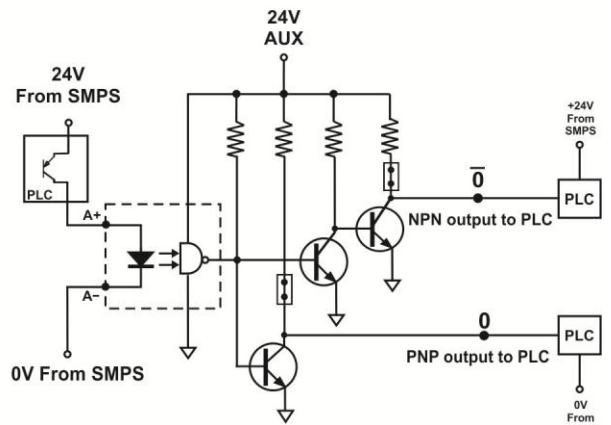 24V
AUX
24V
From SMPS
PLC
A+
A−
0V From SMPS
+24V
From
SMPS
0̅
PLC
NPN output to PLC
0
PLC
PNP output to PLC
0V
From